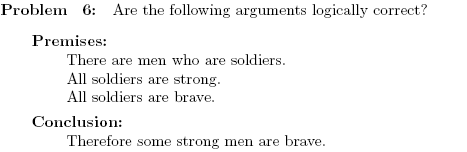 Problem 6: Are the following arguments logically correct?
Premises:
There are men who are soldiers.
All soldiers are strong.
All soldiers are brave.
Conclusion:
Therefore some strong men are brave.